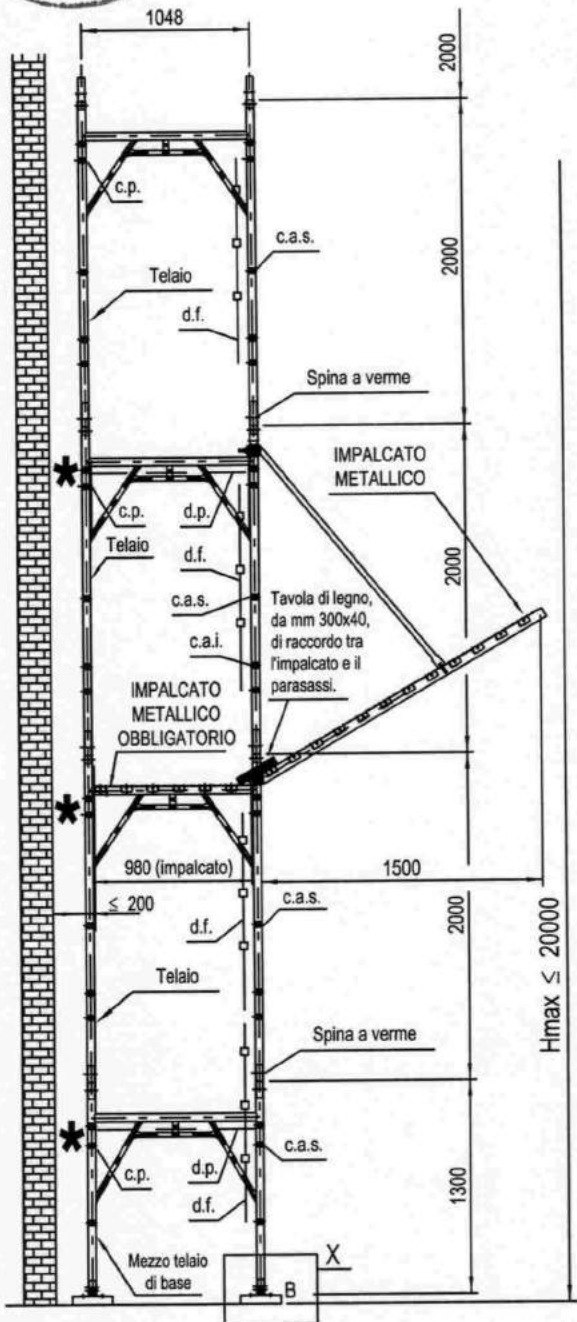 1048
2000
c.p.
c.a.s.
2000
Telaio
d.f.
Spina a verme
IMPALCATO
METALLICO
*
c.p.
d.p.
Telaio
d.f.
2000
c.a.s.
Tavola di legno,
da mm 300x40,
di raccordo tra
l'impalcato e il
parasassi.
c.a.i.
IMPALCATO
METALLICO
OBBLIGATORIO
*
980 (impalcato)
1500
≤ 200
c.a.s.
d.f.
2000
Hmax ≤ 20000
Telaio
Spina a verme
*
c.p.
d.p.
c.a.s.
d.f.
1300
Mezzo telaio
di base
X
B